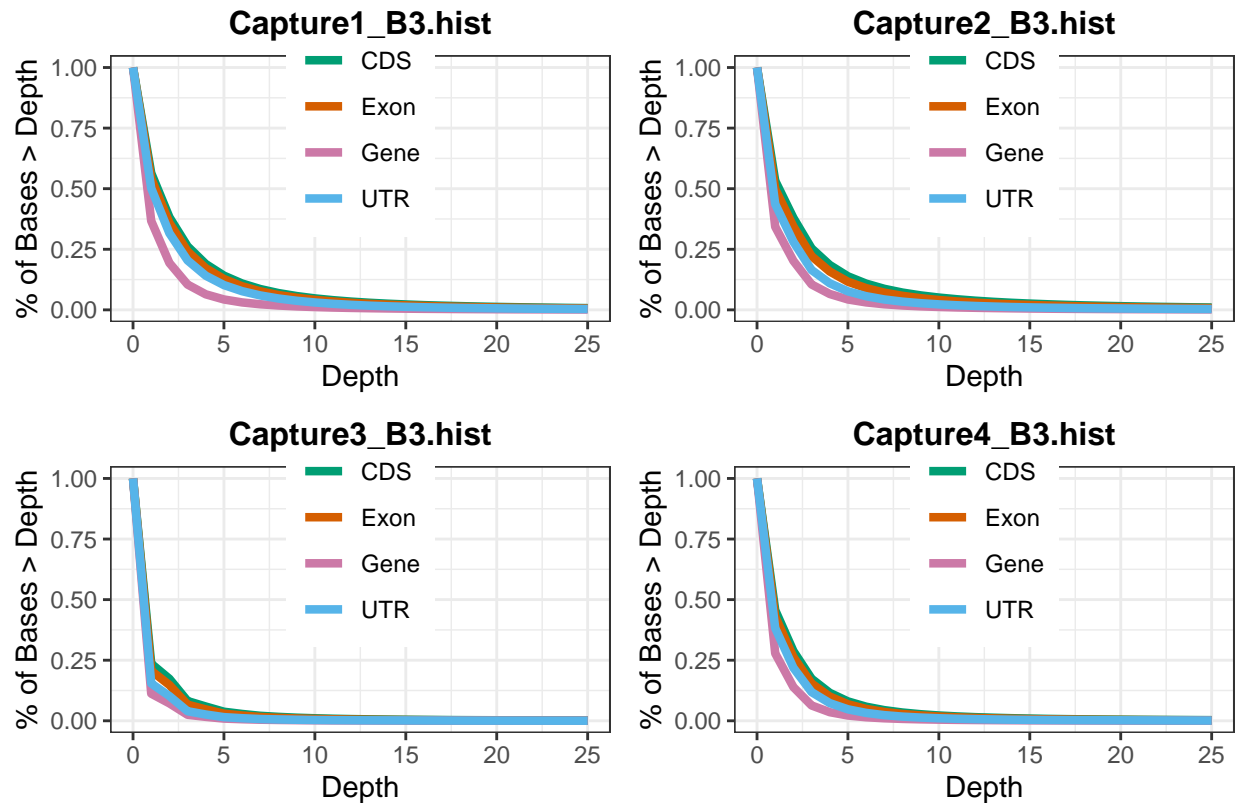 Capture1_B3.hist
% of Bases > Depth
1.00
0.75
0.50
0.25
0.00
CDS
Exon
Gene
UTR
0 5 10 15 20 25
Depth
Capture2_B3.hist
% of Bases > Depth
1.00
0.75
0.50
0.25
0.00
CDS
Exon
Gene
UTR
0 5 10 15 20 25
Depth
Capture3_B3.hist
% of Bases > Depth
1.00
0.75
0.50
0.25
0.00
CDS
Exon
Gene
UTR
0 5 10 15 20 25
Depth
Capture4_B3.hist
% of Bases > Depth
1.00
0.75
0.50
0.25
0.00
CDS
Exon
Gene
UTR
0 5 10 15 20 25
Depth